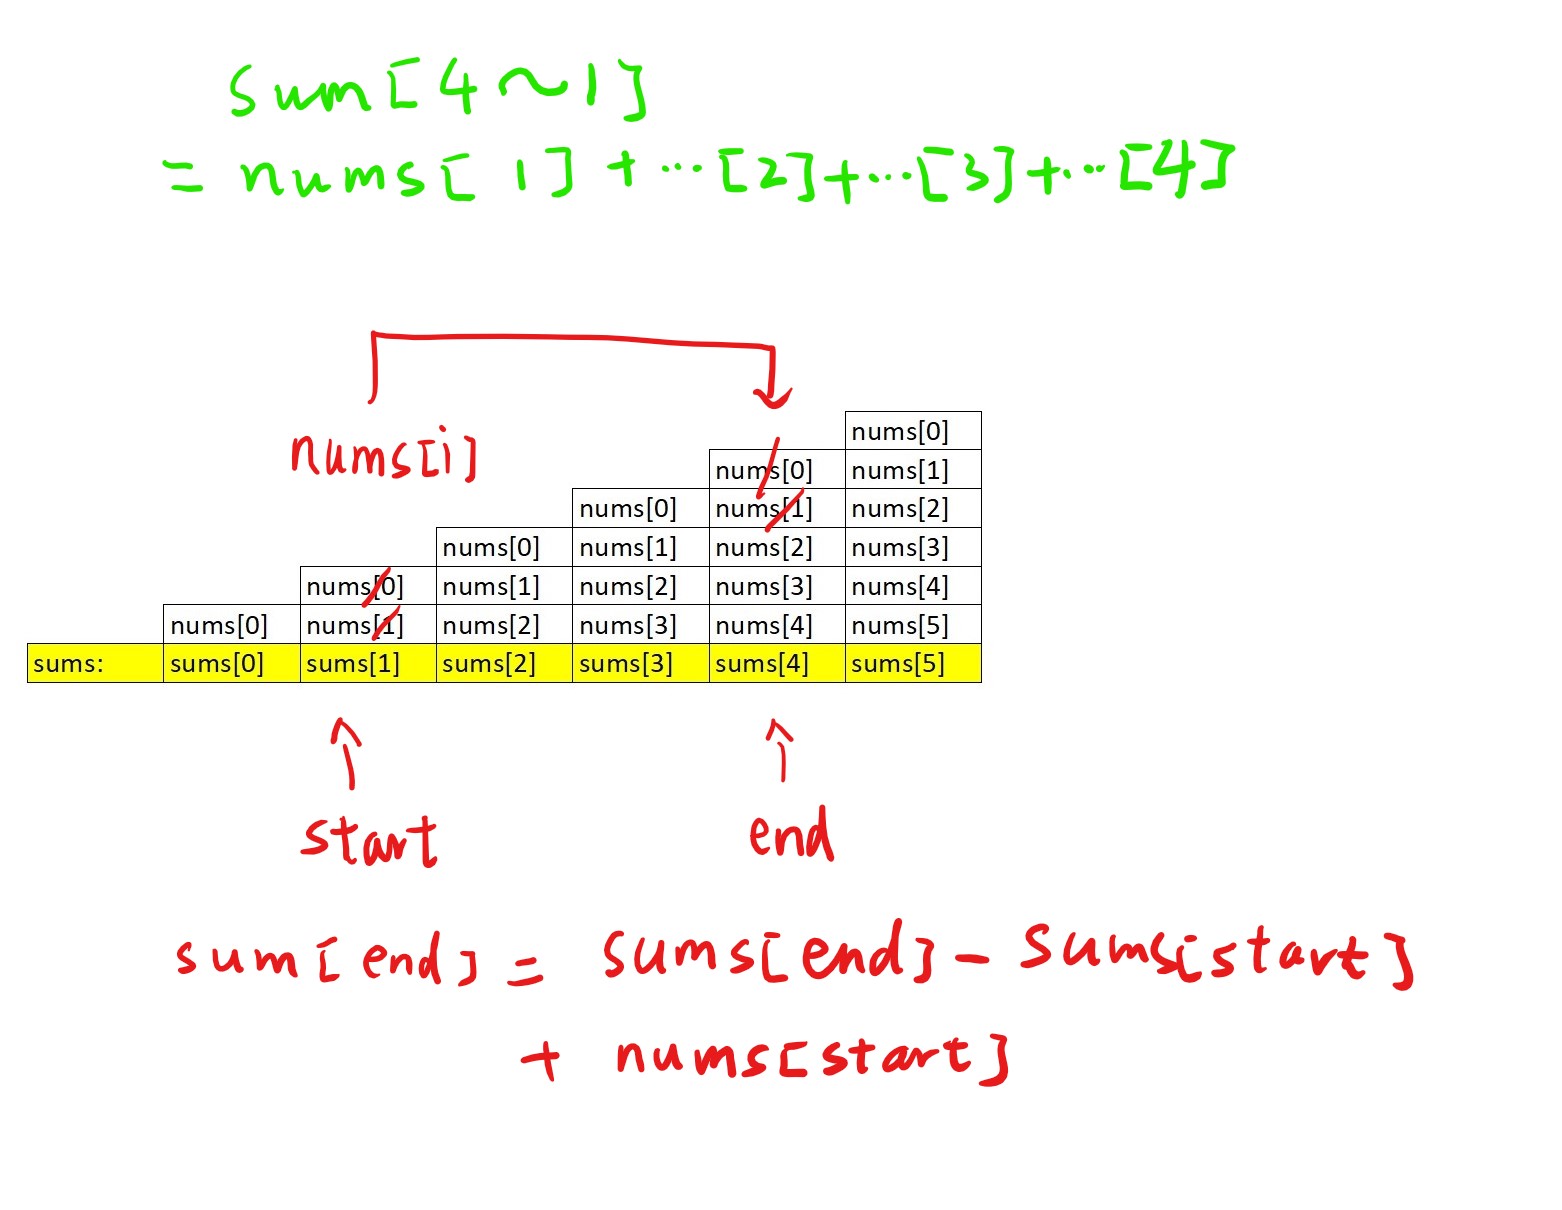 sum[4~1]
= nums[1] + ...[2]+...[3]+...[4]
nums[i]
nums[0]
nums[0] nums[1]
nums[0] nums[1] nums[2]
nums[0] nums[1] nums[2] nums[3]
nums[0] nums[1] nums[2] nums[3] nums[4]
nums[0] nums[1] nums[2] nums[3] nums[4] nums[5]
sums: sums[0] sums[1] sums[2] sums[3] sums[4] sums[5]
start end
sum[end] = sums[end] - sums[start]
+ nums[start]